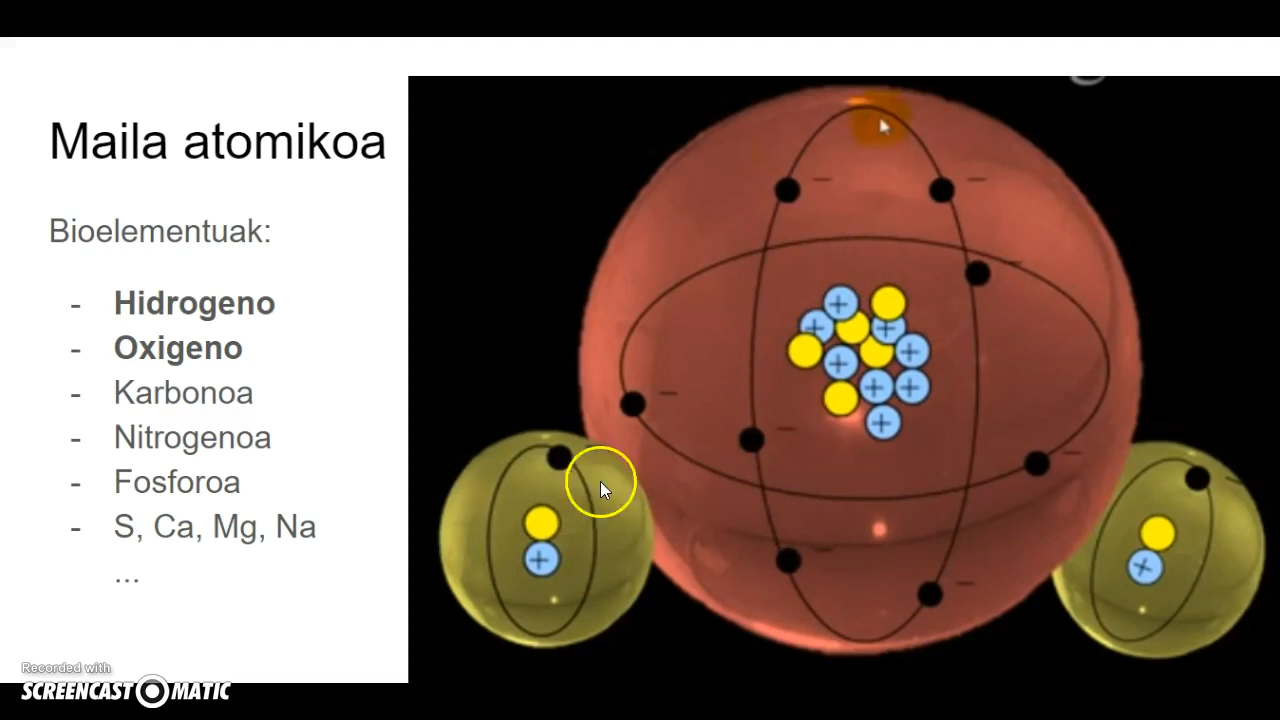 Maila atomikoa
Bioelementuak:
- Hidrogeno
- Oxigeno
- Karbonoa
- Nitrogenoa
- Fosforoa
- S, Ca, Mg, Na
...
Recorded with
SCREENCAST O MATIC